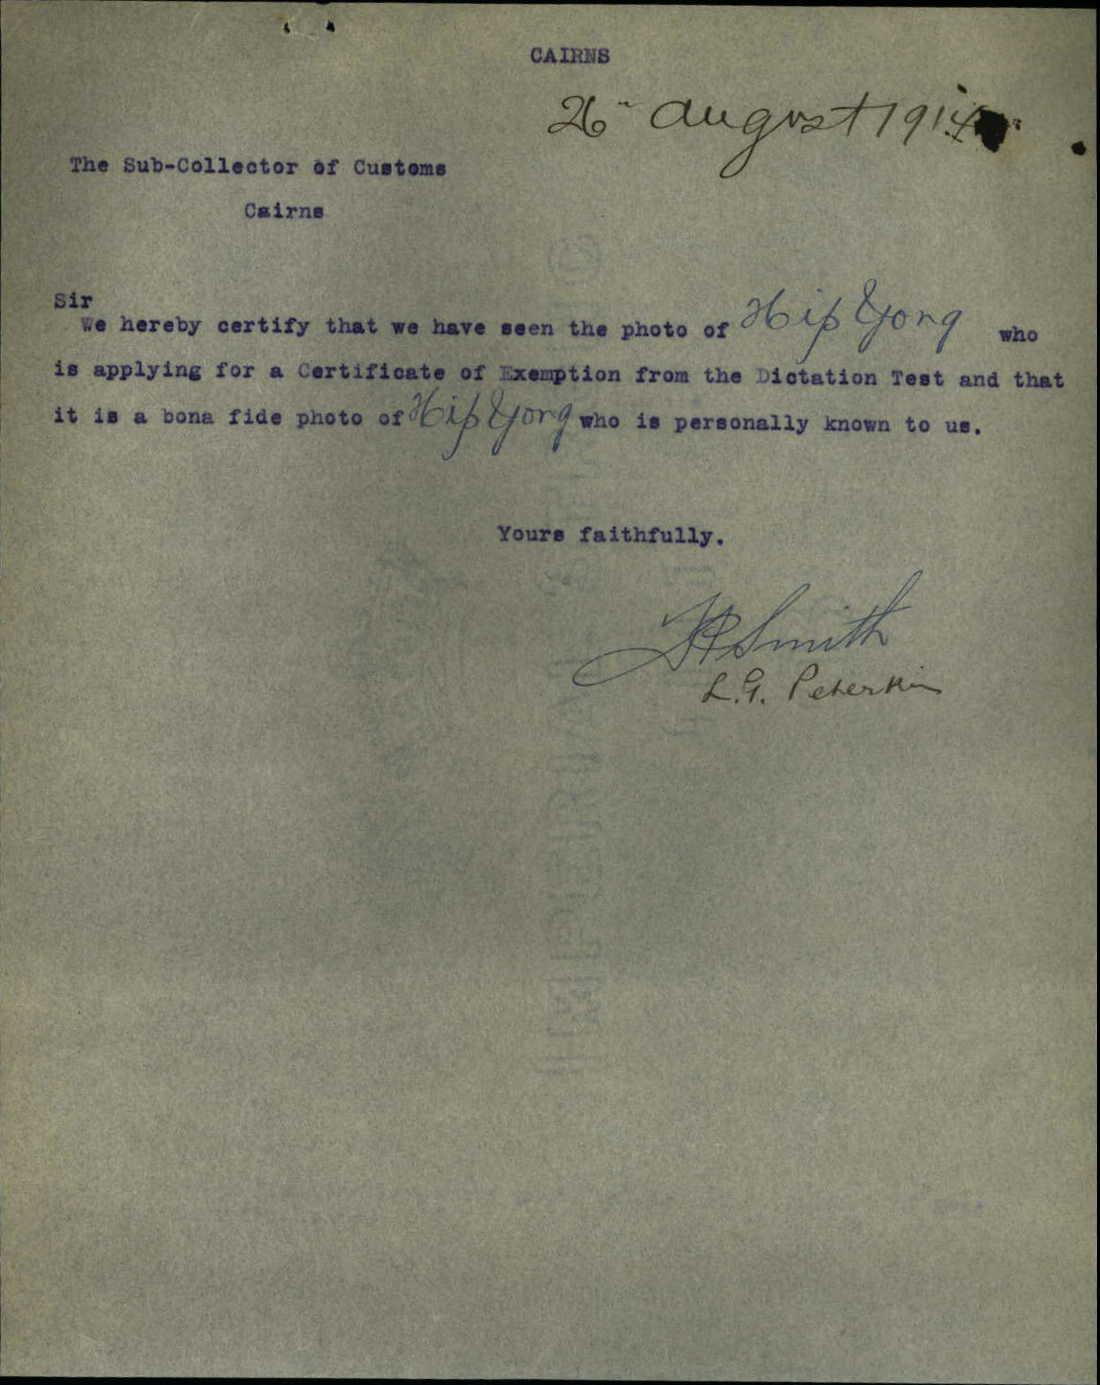 CAIRNS
26th August 1914
The Sub-Collector of Customs
Cairns
Sir
We hereby certify that we have seen the photo of Hip Yong who
is applying for a Certificate of Exemption from the Dictation Test and that
it is a bona fide photo of Hip Yong who is personally known to us.
Yours faithfully.
Smith
L.G. Peterkin